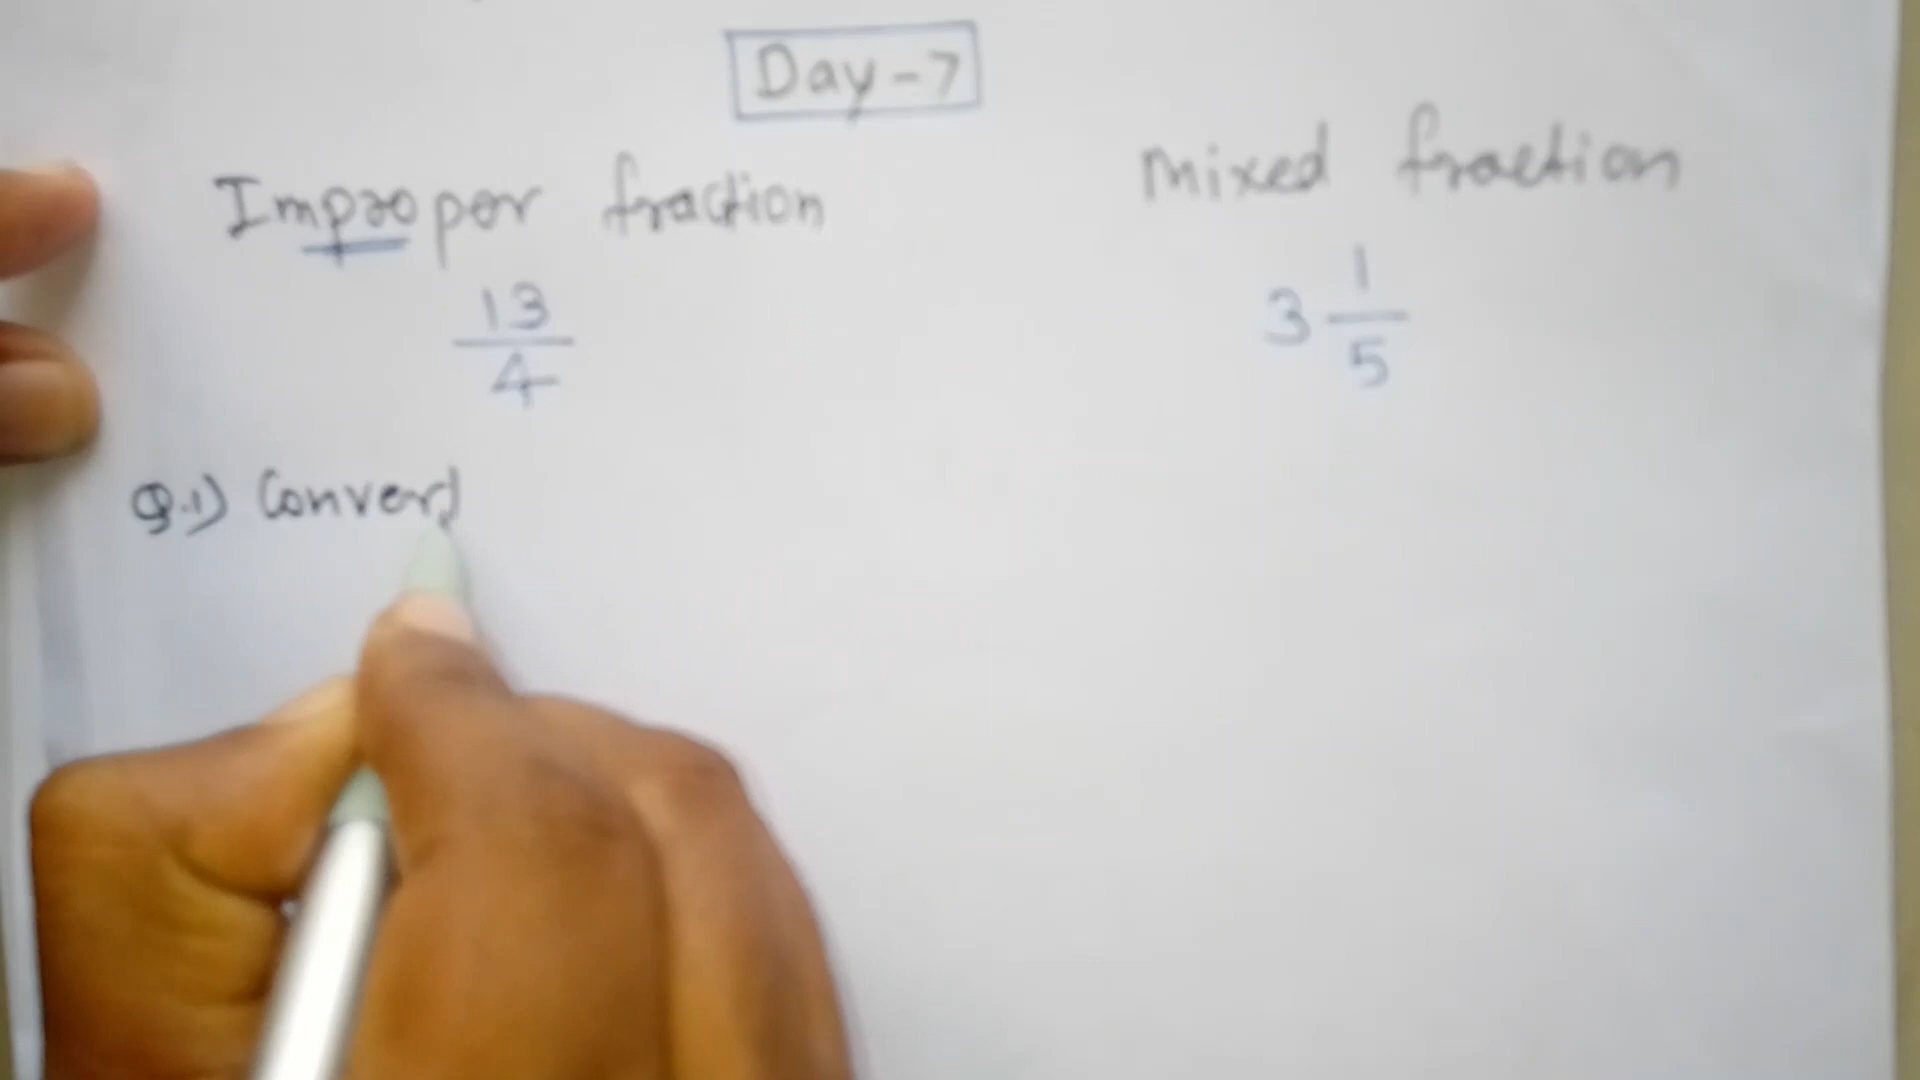 Day-7
Improper fraction
Mixed fraction
13
4
3 1
5
Q.1) Convert